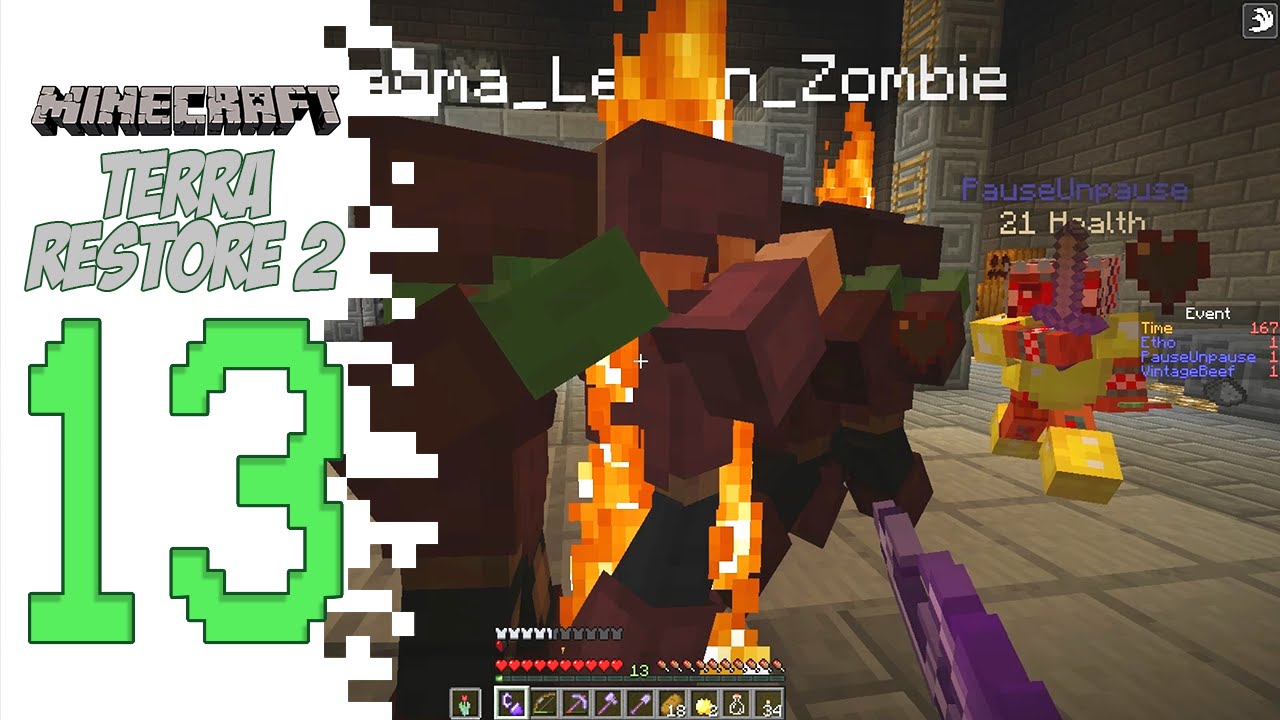 MINECRAFT
TERRA
RESTORE 2
13
PauseUnpause
21 Health
Event
Time 167
Etho 1
PauseUnpause 1
VintageBeef 1
13
18 2 34